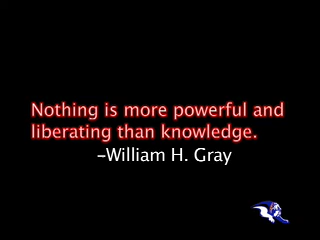 Nothing is more powerful and
liberating than knowledge.
-William H. Gray